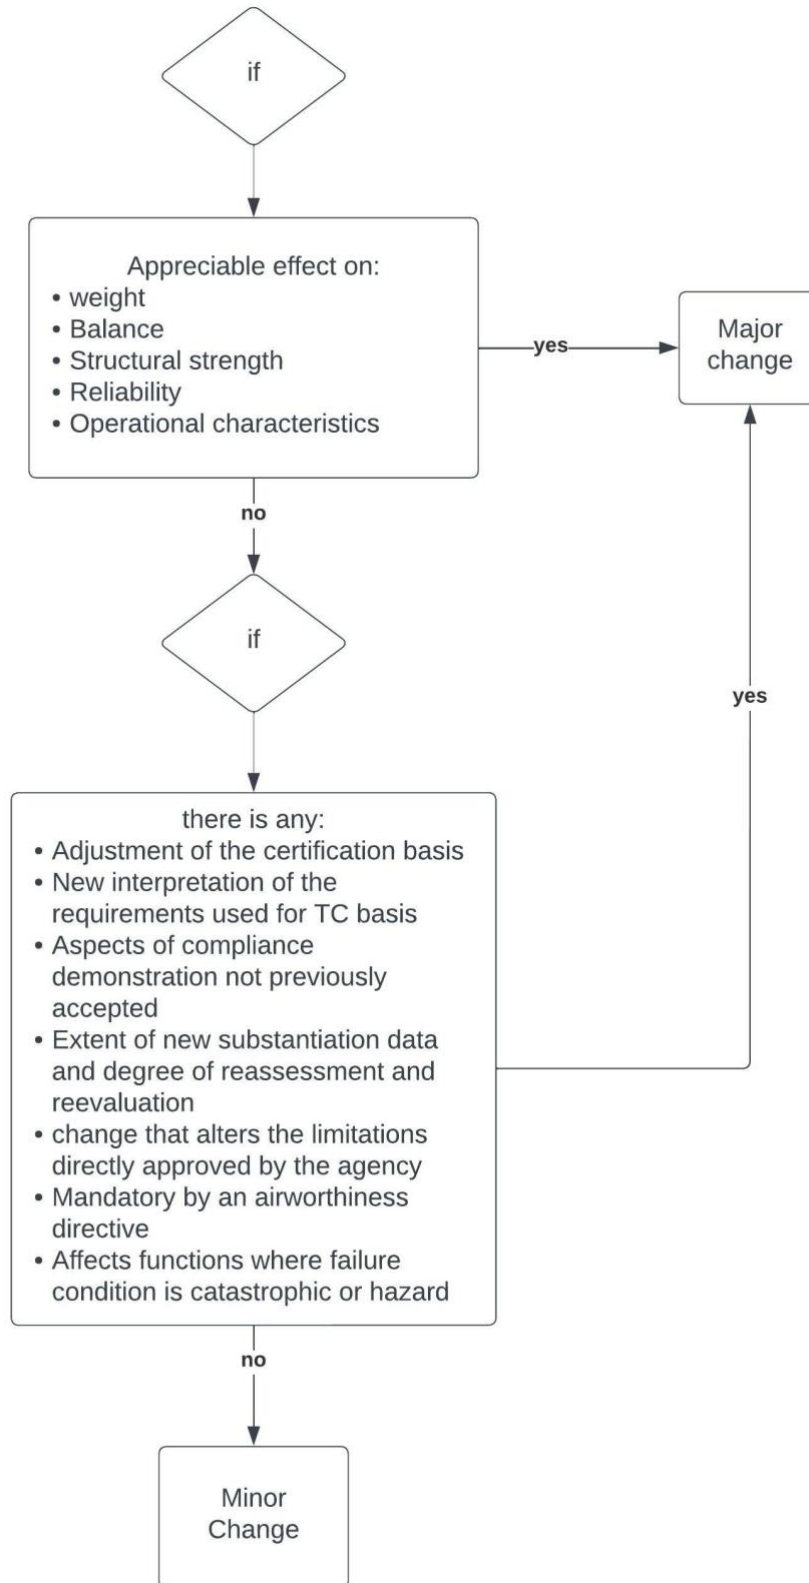 if
Appreciable effect on:
• weight
• Balance
• Structural strength
• Reliability
• Operational characteristics
yes
Major
change
no
if
yes
there is any:
• Adjustment of the certification basis
• New interpretation of the
requirements used for TC basis
• Aspects of compliance
demonstration not previously
accepted
• Extent of new substantiation data
and degree of reassessment and
reevaluation
• change that alters the limitations
directly approved by the agency
• Mandatory by an airworthiness
directive
• Affects functions where failure
condition is catastrophic or hazard
no
Minor
Change